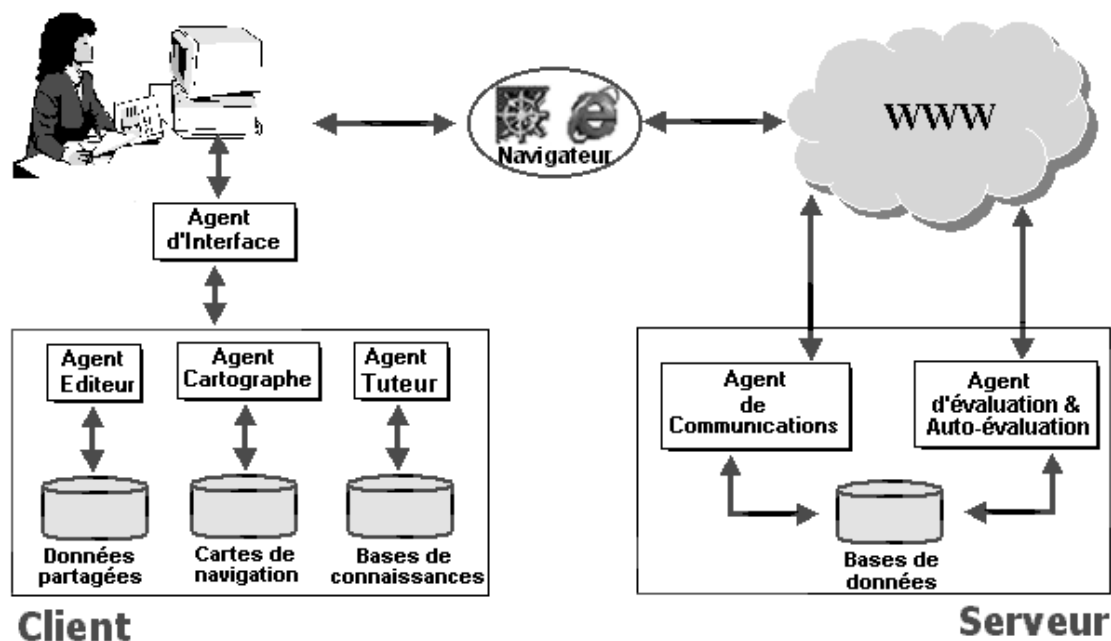 WWW
Navigateur
Agent
d'Interface
Agent
Editeur
Agent
Cartographe
Agent
Tuteur
Agent
de
Communications
Agent
d'évaluation &
Auto-évaluation
Données
partagées
Cartes de
navigation
Bases de
connaissances
Bases de
données
Client
Serveur